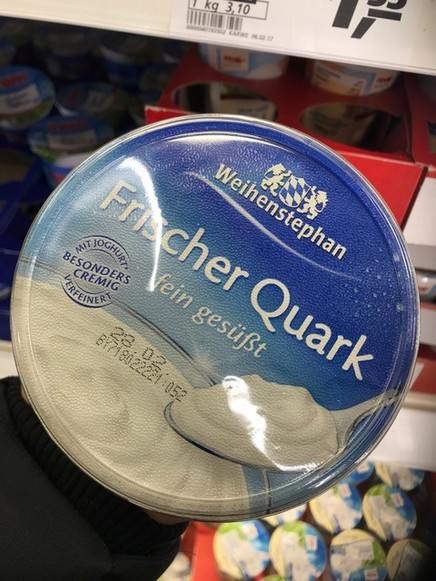 1 kg 3,10
Weihenstephan
Frischer Quark
fein gesüßt
MIT JOGHURT
BESONDERS
CREMIG
VERFEINERT
28 02